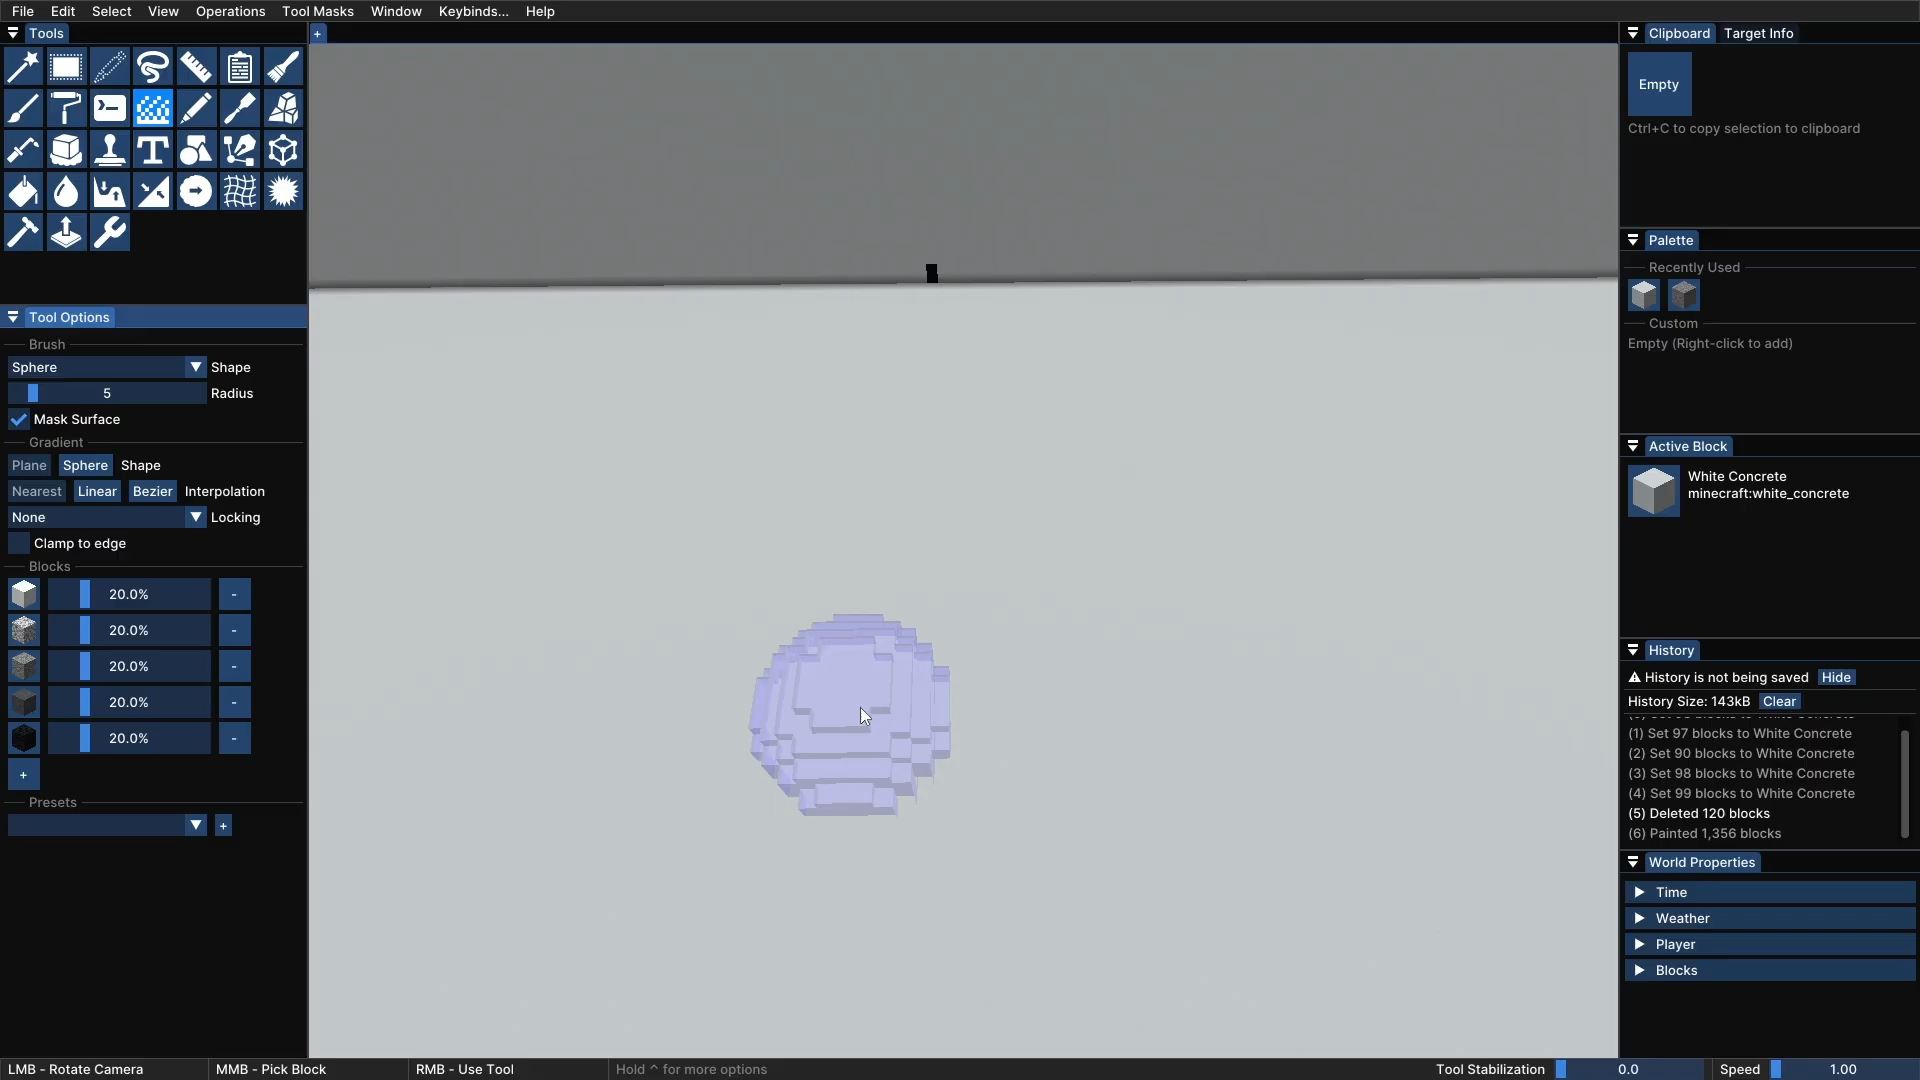 File Edit Select View Operations Tool Masks Window Keybinds... Help
Tools
+
Clipboard Target Info
Empty
Ctrl+C to copy selection to clipboard
Palette
Recently Used
Custom
Empty (Right-click to add)
Tool Options
Brush
Sphere Shape
5 Radius
Mask Surface
Gradient
Plane Sphere Shape
Nearest Linear Bezier Interpolation
None Locking
Clamp to edge
Blocks
20.0% -
20.0% -
20.0% -
20.0% -
20.0% -
+
Presets
+
Active Block
White Concrete
minecraft:white_concrete
History
History is not being saved Hide
History Size: 143kB Clear
(1) Set 97 blocks to White Concrete
(2) Set 90 blocks to White Concrete
(3) Set 98 blocks to White Concrete
(4) Set 99 blocks to White Concrete
(5) Deleted 120 blocks
(6) Painted 1,356 blocks
World Properties
Time
Weather
Player
Blocks
LMB - Rotate Camera MMB - Pick Block RMB - Use Tool Hold ^ for more options Tool Stabilization 0.0 Speed 1.00